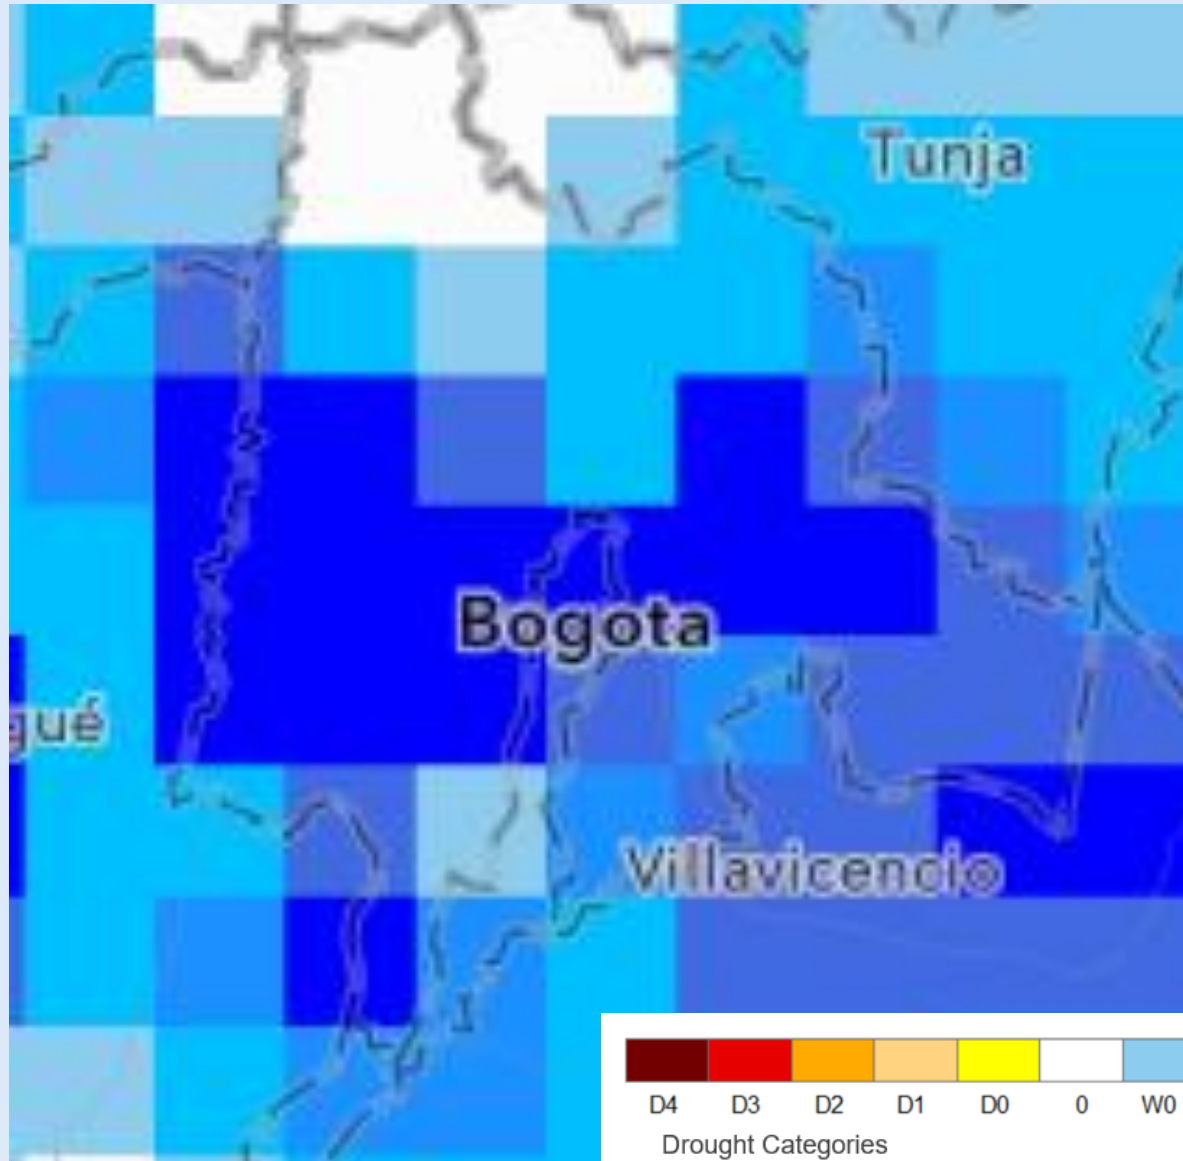 Tunja
Bogota
gué
Villavicencio
D4 D3 D2 D1 D0 0 W0
Drought Categories